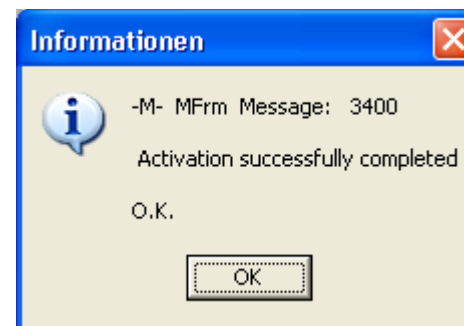 Informationen
-M- MFrm Message: 3400
Activation successfully completed
O.K.
OK